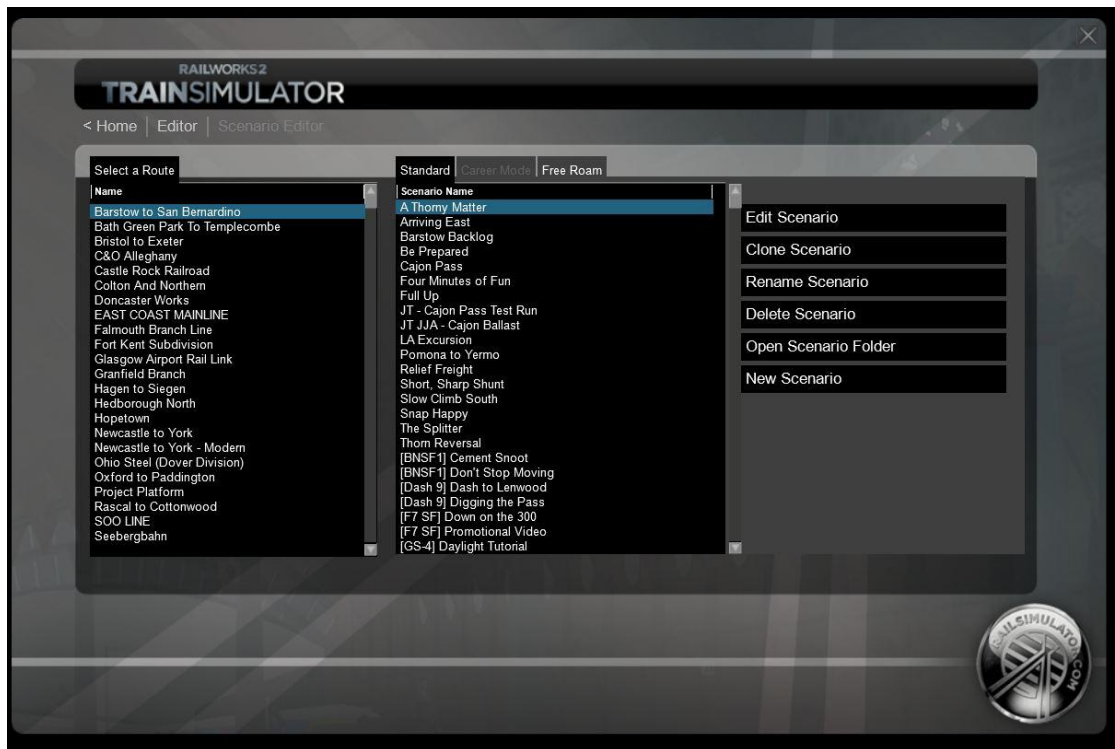 RAILWORKS 2
TRAINSIMULATOR
< Home | Editor | Scenario Editor
Select a Route
Name
Barstow to San Bernardino
Bath Green Park To Templecombe
Bristol to Exeter
C&O Alleghany
Castle Rock Railroad
Colton And Northern
Doncaster Works
EAST COAST MAINLINE
Falmouth Branch Line
Fort Kent Subdivision
Glasgow Airport Rail Link
Granfield Branch
Hagen to Siegen
Hedborough North
Hopetown
Newcastle to York
Newcastle to York - Modern
Ohio Steel (Dover Division)
Oxford to Paddington
Project Platform
Rascal to Cottonwood
SOO LINE
Seebergbahn
Standard Career Mode Free Roam
Scenario Name
A Thorny Matter
Arriving East
Barstow Backlog
Be Prepared
Cajon Pass
Four Minutes of Fun
Full Up
JT - Cajon Pass Test Run
JT JJA - Cajon Ballast
LA Excursion
Pomona to Yermo
Relief Freight
Short, Sharp Shunt
Slow Climb South
Snap Happy
The Splitter
Thorn Reversal
[BNSF1] Cement Snoot
[BNSF1] Don't Stop Moving
[Dash 9] Dash to Lenwood
[Dash 9] Digging the Pass
[F7 SF] Down on the 300
[F7 SF] Promotional Video
[GS-4] Daylight Tutorial
Edit Scenario
Clone Scenario
Rename Scenario
Delete Scenario
Open Scenario Folder
New Scenario
RAILSIMULATOR.COM